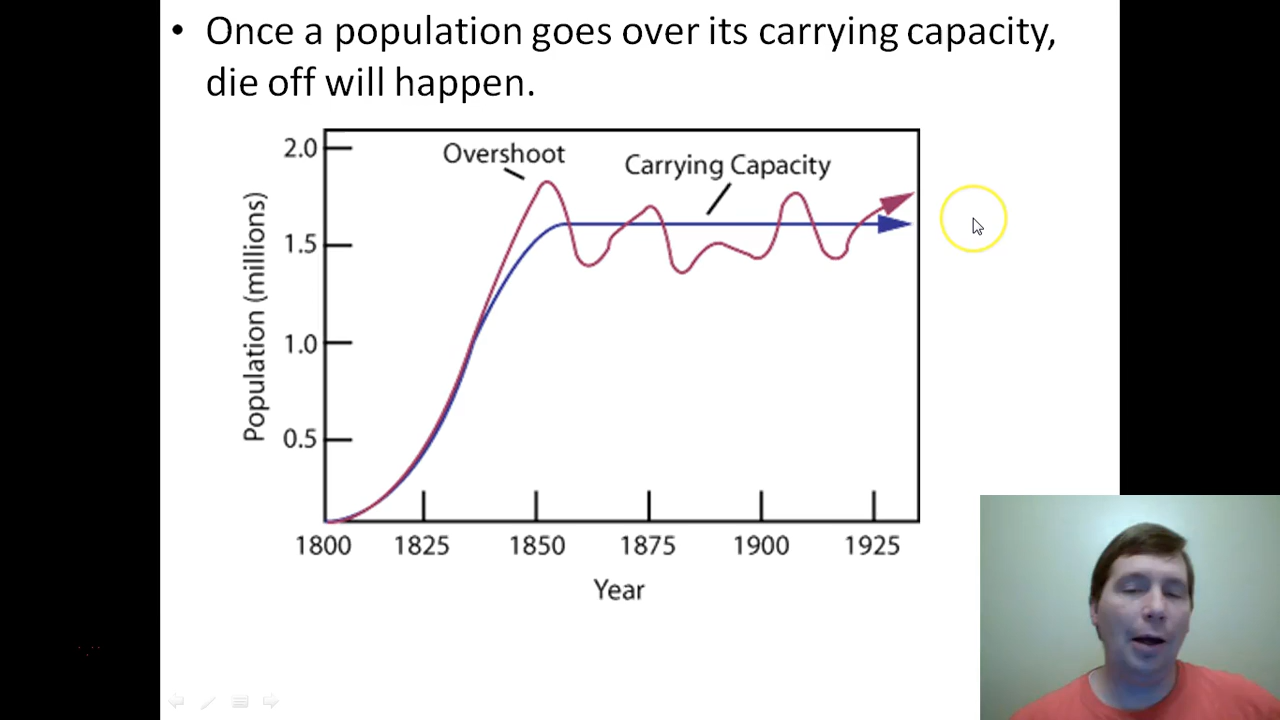 • Once a population goes over its carrying capacity,
die off will happen.
2.0
Overshoot
Carrying Capacity
1.5
Population (millions)
1.0
0.5
1800 1825 1850 1875 1900 1925
Year